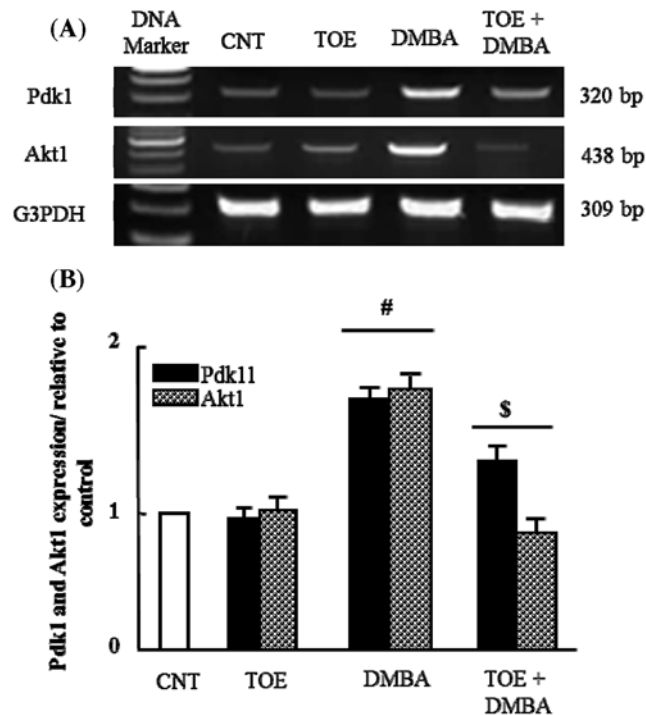 (A)
DNA Marker
CNT
TOE
DMBA
TOE + DMBA
Pdk1
320 bp
Akt1
438 bp
G3PDH
309 bp
(B)
Pdk1 and Akt1 expression/ relative to
control
2
1
0
Pdk11
Akt1
#
$
CNT
TOE
DMBA
TOE +
DMBA